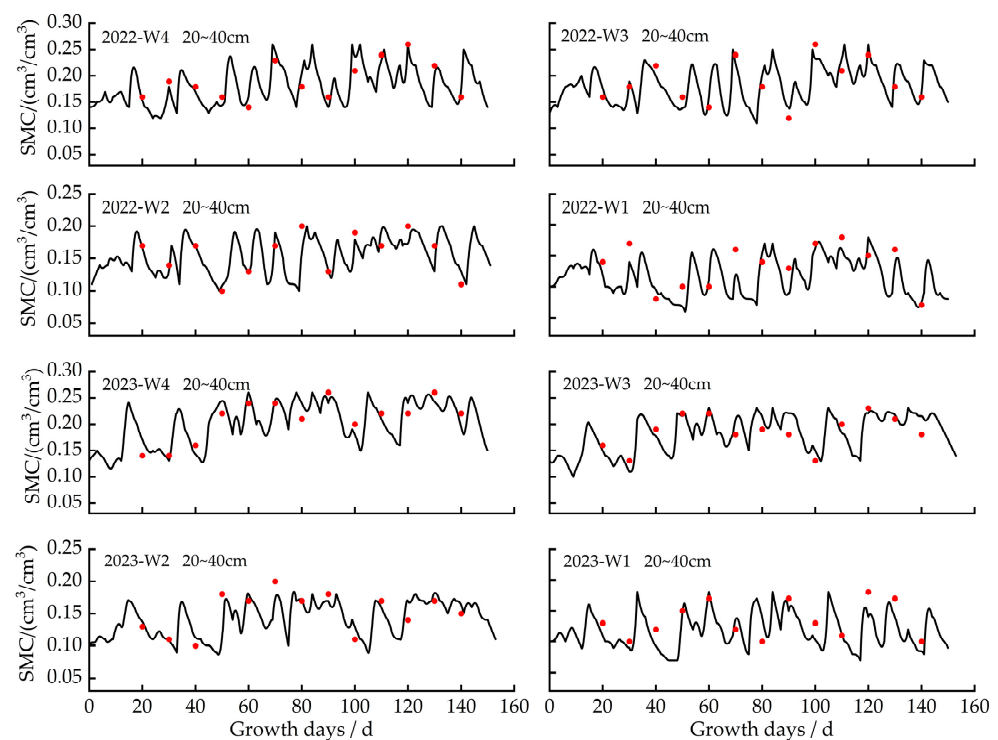 2022-W4 20~40cm
SMC/(cm³/cm³)
0.30
0.25
0.20
0.15
0.10
0.05
2022-W3 20~40cm
2022-W2 20~40cm
SMC/(cm³/cm³)
0.25
0.20
0.15
0.10
0.05
2022-W1 20~40cm
2023-W4 20~40cm
SMC/(cm³/cm³)
0.30
0.25
0.20
0.15
0.10
0.05
2023-W3 20~40cm
2023-W2 20~40cm
SMC/(cm³/cm³)
0.25
0.20
0.15
0.10
0.05
0 20 40 60 80 100 120 140 160
Growth days / d
2023-W1 20~40cm
0 20 40 60 80 100 120 140 160
Growth days / d